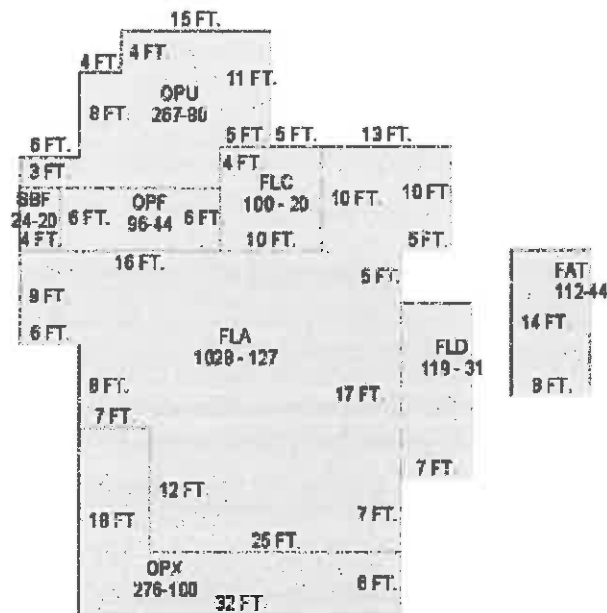 15 FT.
4 FT.
4 FT.
11 FT.
8 FT.
OPU
267-80
6 FT.
5 FT. 5 FT. 13 FT.
3 FT.
4 FT.
FLC
100 - 20
10 FT.
10 FT
SBF
24-20
6 FT.
OPF
96-44
6 FT.
4 FT.
10 FT.
5 FT.
16 FT.
5 FT.
FAT
112-44
9 FT
14 FT.
6 FT.
FLA
1028 - 127
FLD
119 - 31
8 FT.
17 FT.
8 FT.
7 FT.
7 FT.
12 FT.
7 FT.
18 FT
25 FT.
OPX
276-100
6 FT.
32 FT.